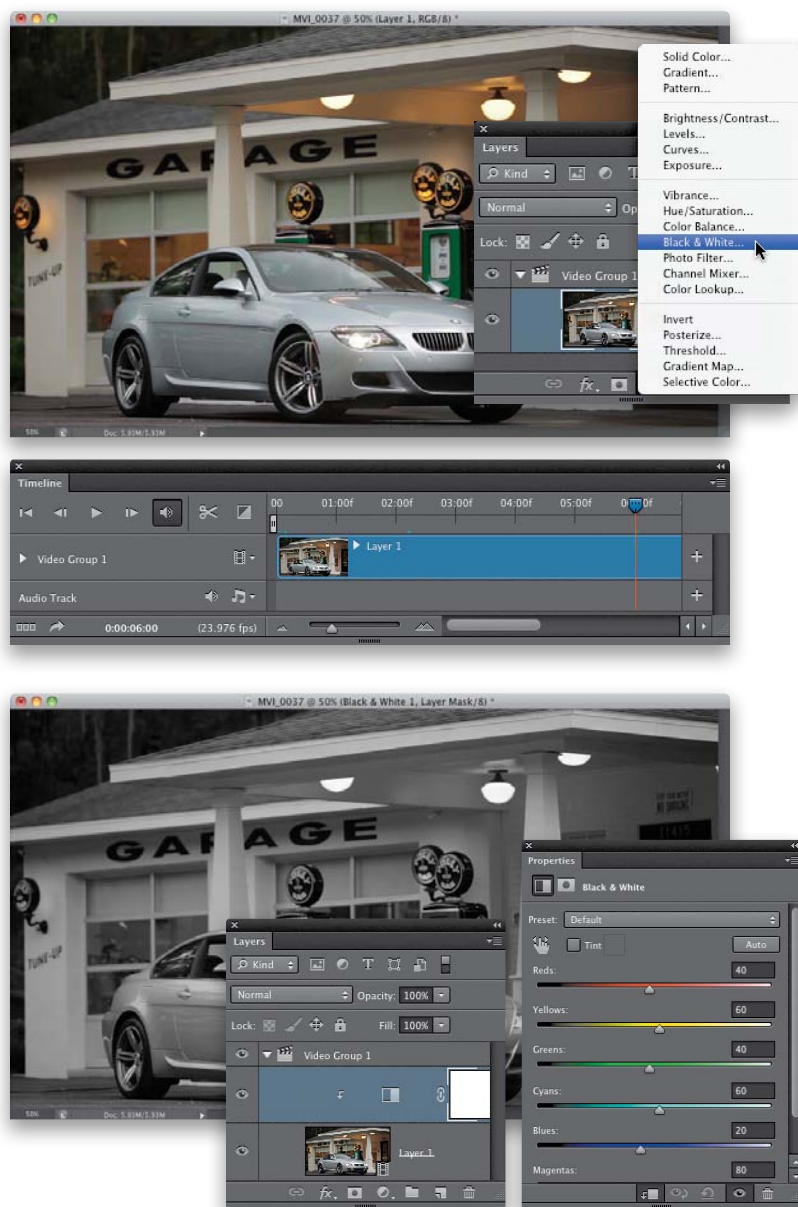 MVI_0037 @ 50% (Layer 1, RGB/8) *
GARAGE
TUNE-UP
50%
Doc: 5.93M/5.93M
Layers
Kind
Normal
Op
Lock:
Video Group 1
fx.
Solid Color...
Gradient...
Pattern...
Brightness/Contrast...
Levels...
Curves...
Exposure...
Vibrance...
Hue/Saturation...
Color Balance...
Black & White...
Photo Filter...
Channel Mixer...
Color Lookup...
Invert
Posterize...
Threshold...
Gradient Map...
Selective Color...
Timeline
00 01:00f 02:00f 03:00f 04:00f 05:00f
Layer 1
Video Group 1
Audio Track
0:00:06:00 (23.976 fps)
MVI_0037 @ 50% (Black & White 1, Layer Mask/8) *
GARAGE
TUNE-UP
50%
Doc: 5.93M/5.93M
Layers
Kind
T
Normal
Opacity: 100%
Lock:
Fill: 100%
Video Group 1
Layer 1
fx.
Properties
Black & White
Preset: Default
Tint
Auto
Reds: 40
Yellows: 60
Greens: 40
Cyans: 60
Blues: 20
Magentas: 80